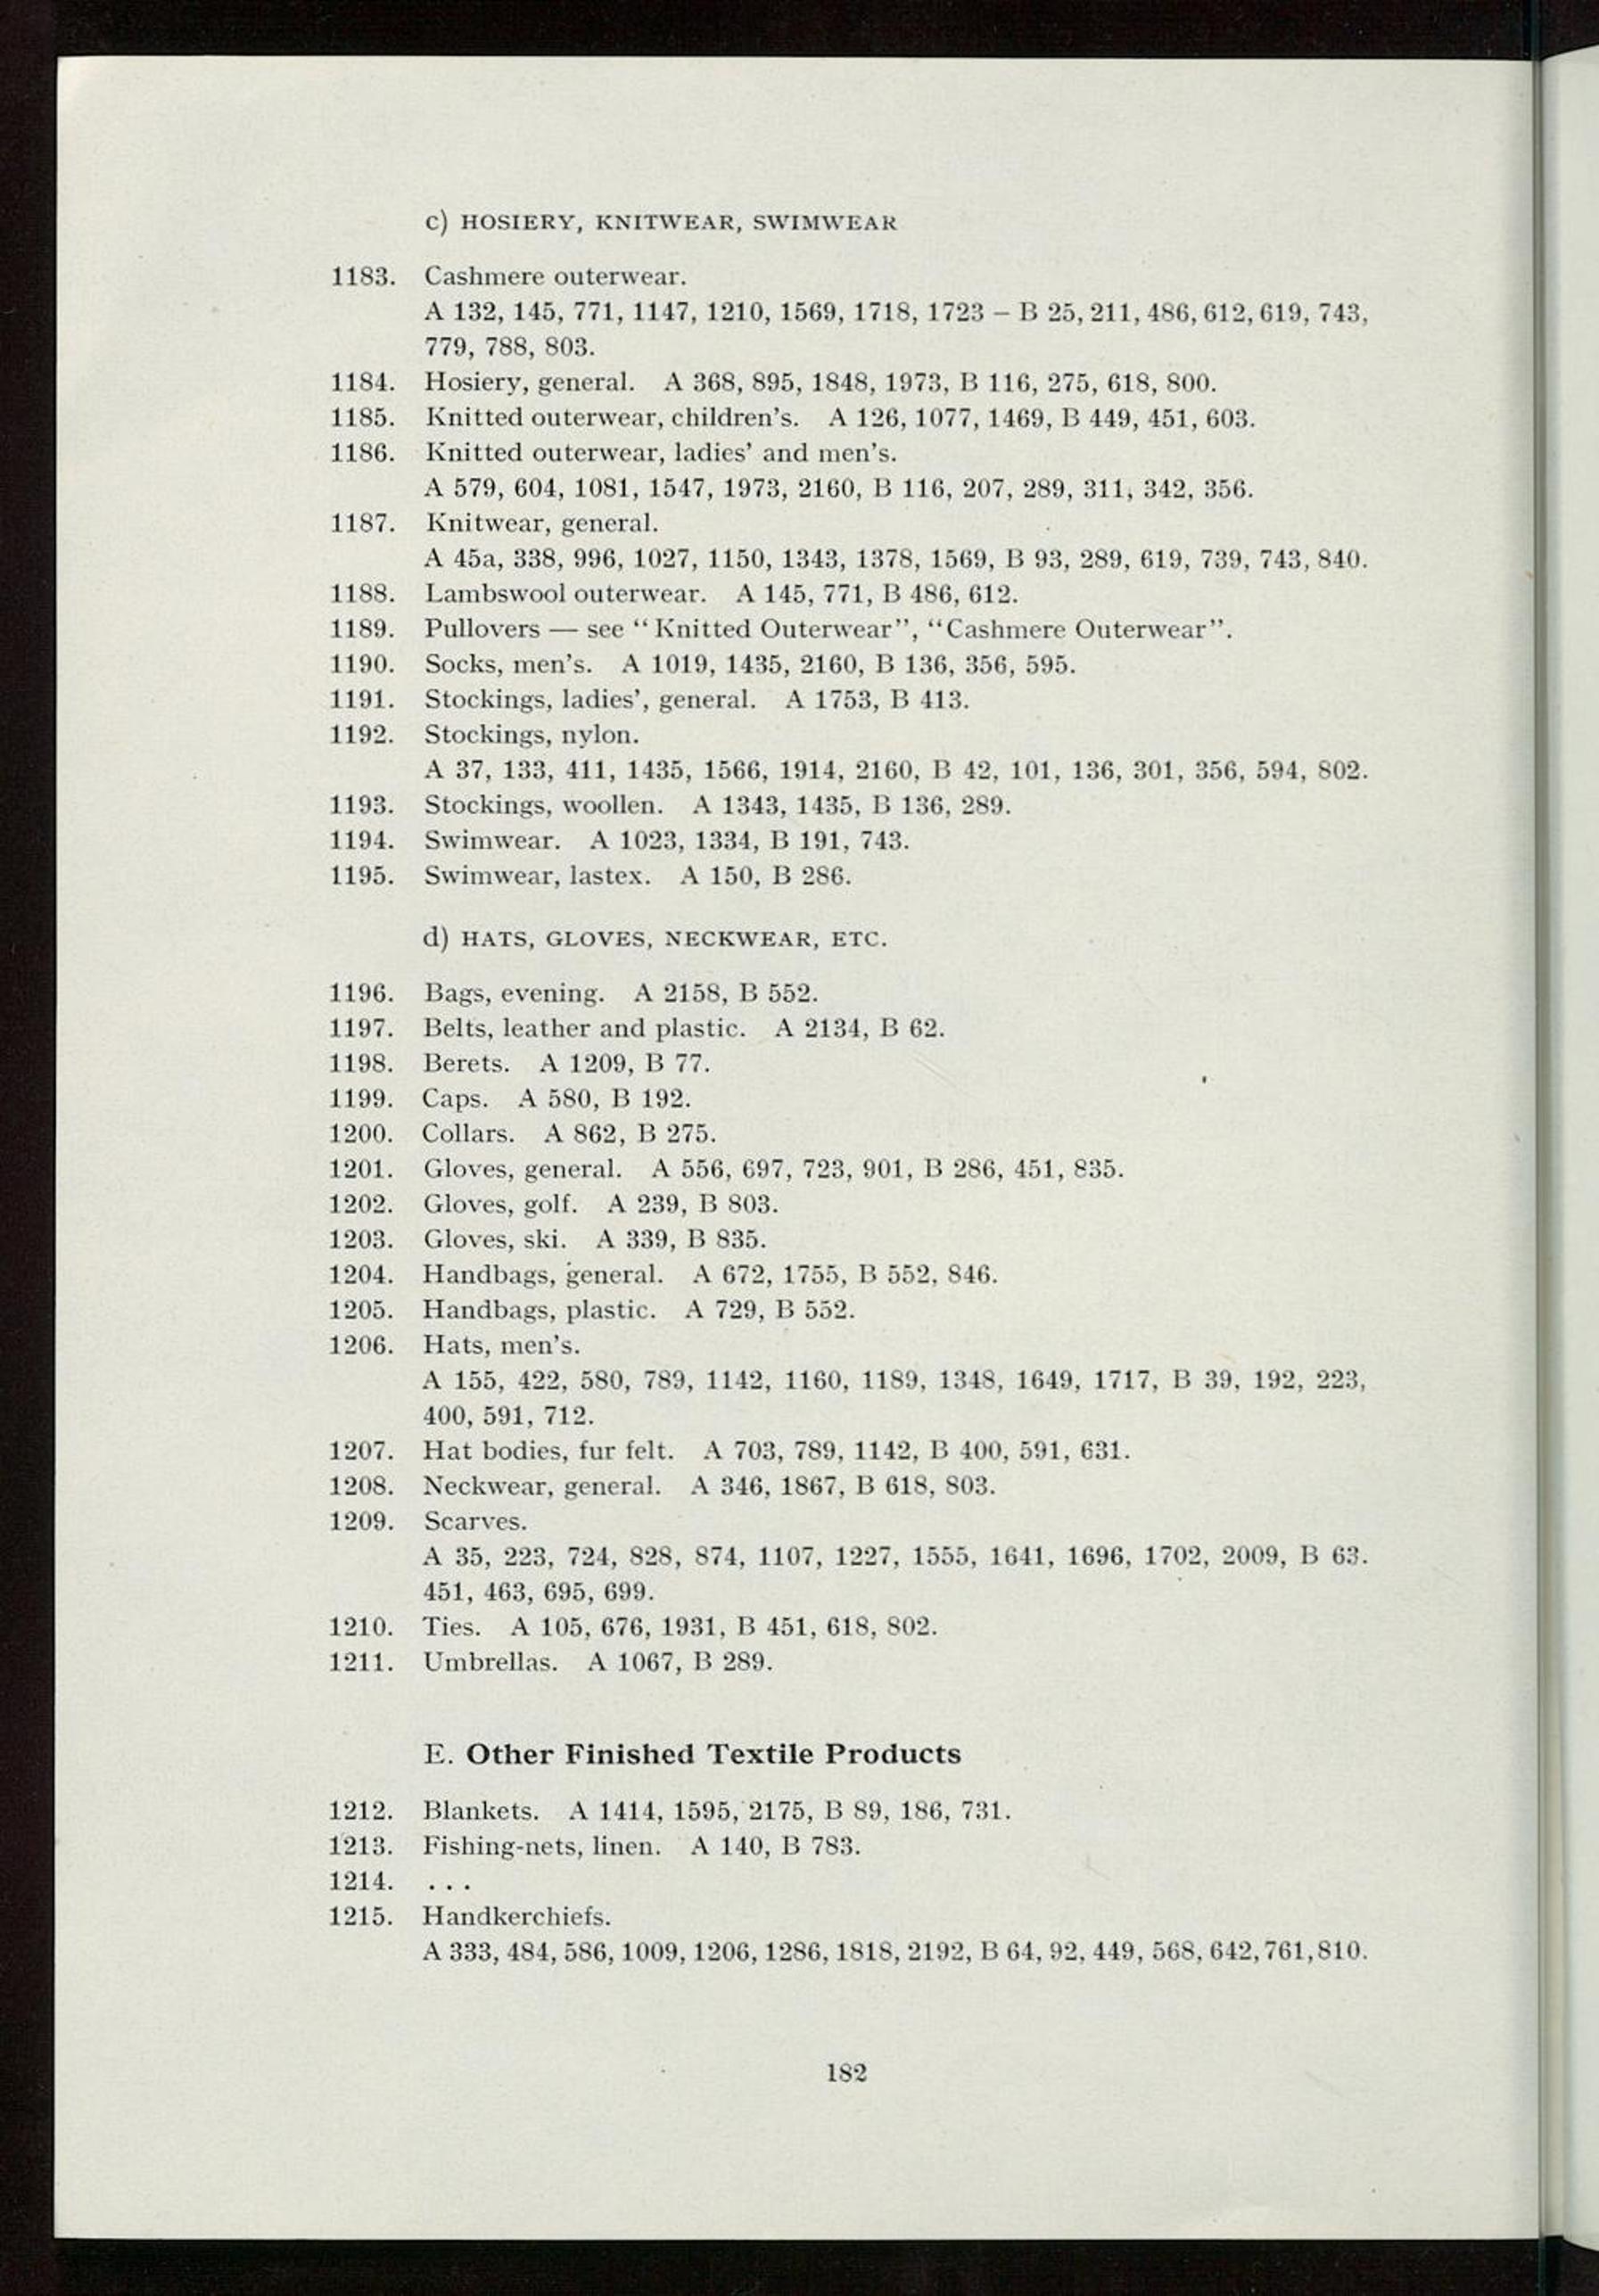 c) HOSIERY, KNITWEAR, SWIMWEAR
1183. Cashmere outerwear.
A 132, 145, 771, 1147, 1210, 1569, 1718, 1723 – B 25, 211, 486, 612, 619, 743,
779, 788, 803.
1184. Hosiery, general. A 368, 895, 1848, 1973, B 116, 275, 618, 800.
1185. Knitted outerwear, children's. A 126, 1077, 1469, B 449, 451, 603.
1186. Knitted outerwear, ladies' and men's.
A 579, 604, 1081, 1547, 1973, 2160, B 116, 207, 289, 311, 342, 356.
1187. Knitwear, general.
A 45a, 338, 996, 1027, 1150, 1343, 1378, 1569, B 93, 289, 619, 739, 743, 840.
1188. Lambswool outerwear. A 145, 771, B 486, 612.
1189. Pullovers — see "Knitted Outerwear", "Cashmere Outerwear".
1190. Socks, men's. A 1019, 1435, 2160, B 136, 356, 595.
1191. Stockings, ladies', general. A 1753, B 413.
1192. Stockings, nylon.
A 37, 133, 411, 1435, 1566, 1914, 2160, B 42, 101, 136, 301, 356, 594, 802.
1193. Stockings, woollen. A 1343, 1435, B 136, 289.
1194. Swimwear. A 1023, 1334, B 191, 743.
1195. Swimwear, lastex. A 150, B 286.
d) HATS, GLOVES, NECKWEAR, ETC.
1196. Bags, evening. A 2158, B 552.
1197. Belts, leather and plastic. A 2134, B 62.
1198. Berets. A 1209, B 77.
1199. Caps. A 580, B 192.
1200. Collars. A 862, B 275.
1201. Gloves, general. A 556, 697, 723, 901, B 286, 451, 835.
1202. Gloves, golf. A 239, B 803.
1203. Gloves, ski. A 339, B 835.
1204. Handbags, general. A 672, 1755, B 552, 846.
1205. Handbags, plastic. A 729, B 552.
1206. Hats, men's.
A 155, 422, 580, 789, 1142, 1160, 1189, 1348, 1649, 1717, B 39, 192, 223,
400, 591, 712.
1207. Hat bodies, fur felt. A 703, 789, 1142, B 400, 591, 631.
1208. Neckwear, general. A 346, 1867, B 618, 803.
1209. Scarves.
A 35, 223, 724, 828, 874, 1107, 1227, 1555, 1641, 1696, 1702, 2009, B 63.
451, 463, 695, 699.
1210. Ties. A 105, 676, 1931, B 451, 618, 802.
1211. Umbrellas. A 1067, B 289.
E. Other Finished Textile Products
1212. Blankets. A 1414, 1595, 2175, B 89, 186, 731.
1213. Fishing-nets, linen. A 140, B 783.
1214. . . .
1215. Handkerchiefs.
A 333, 484, 586, 1009, 1206, 1286, 1818, 2192, B 64, 92, 449, 568, 642, 761, 810.
182